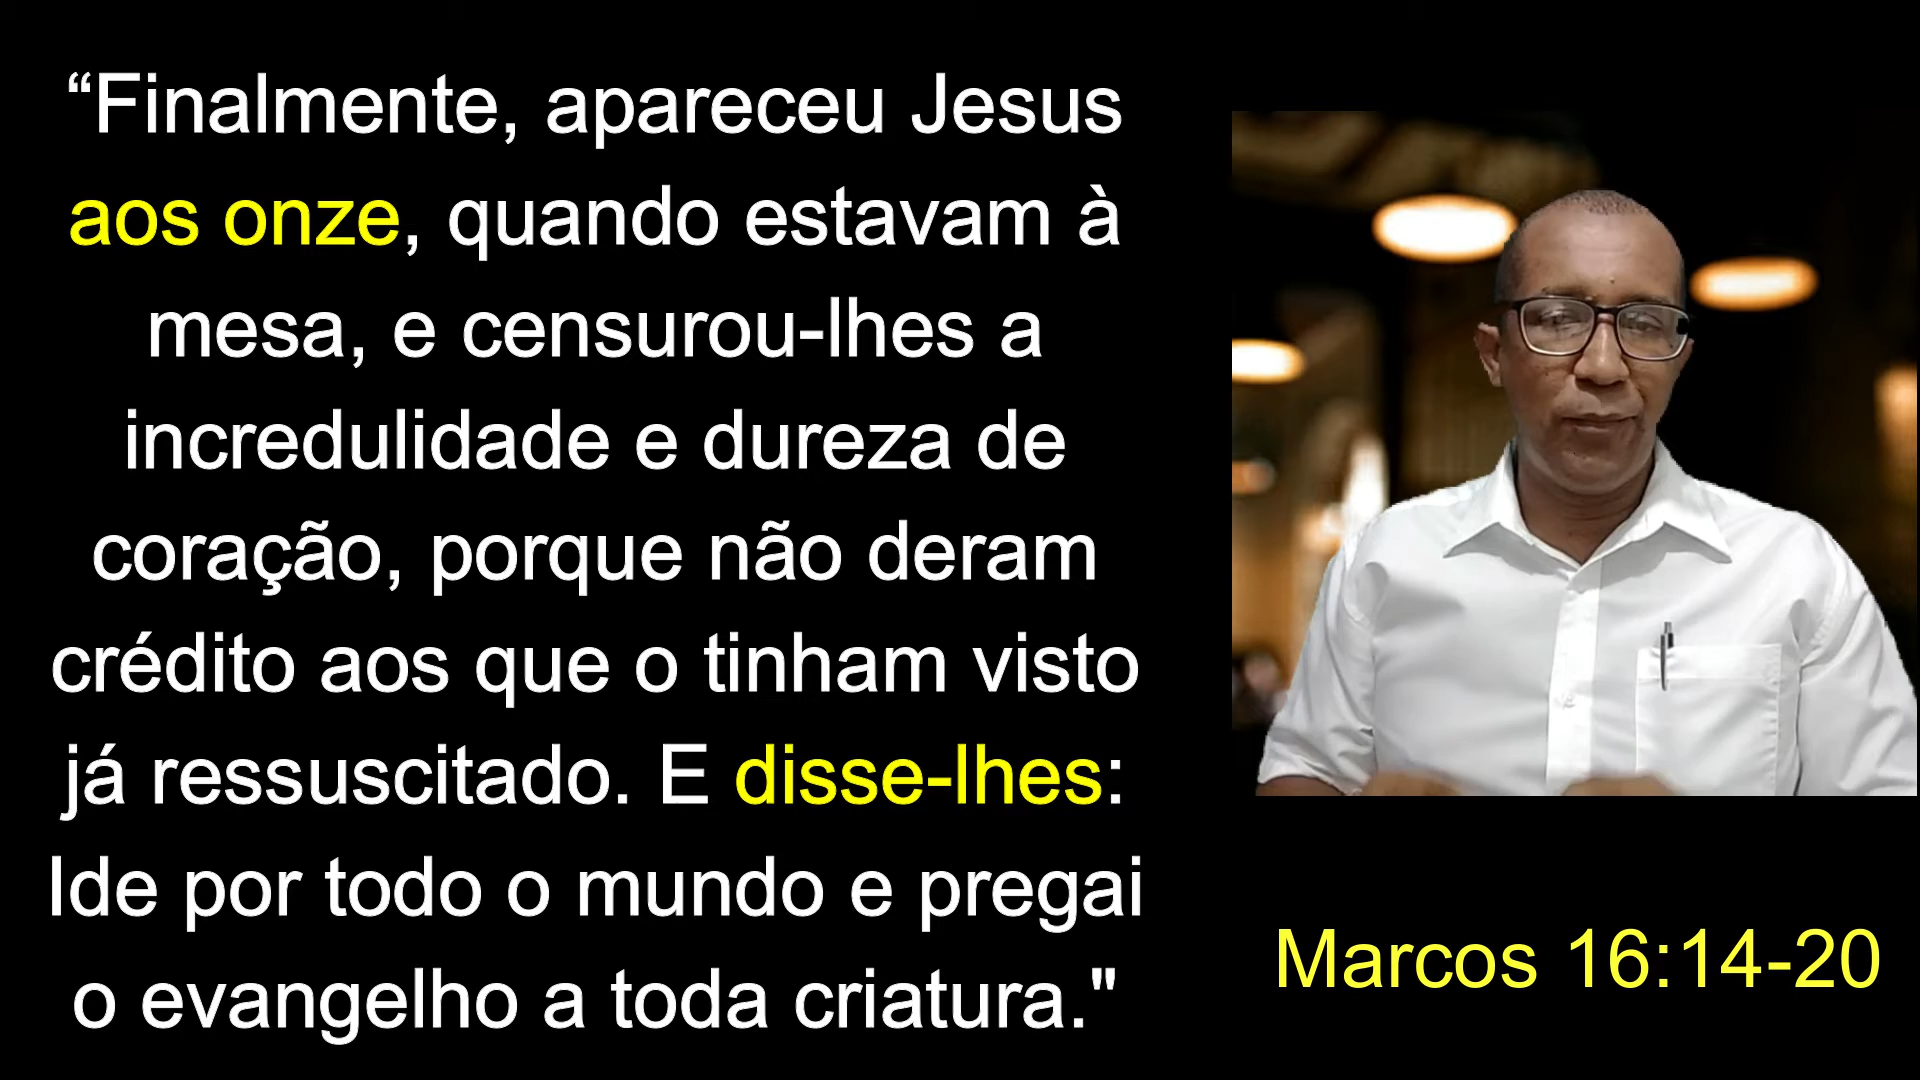 “Finalmente, apareceu Jesus
aos onze, quando estavam à
mesa, e censurou-lhes a
incredulidade e dureza de
coração, porque não deram
crédito aos que o tinham visto
já ressuscitado. E disse-lhes:
Ide por todo o mundo e pregai
o evangelho a toda criatura."
Marcos 16:14-20